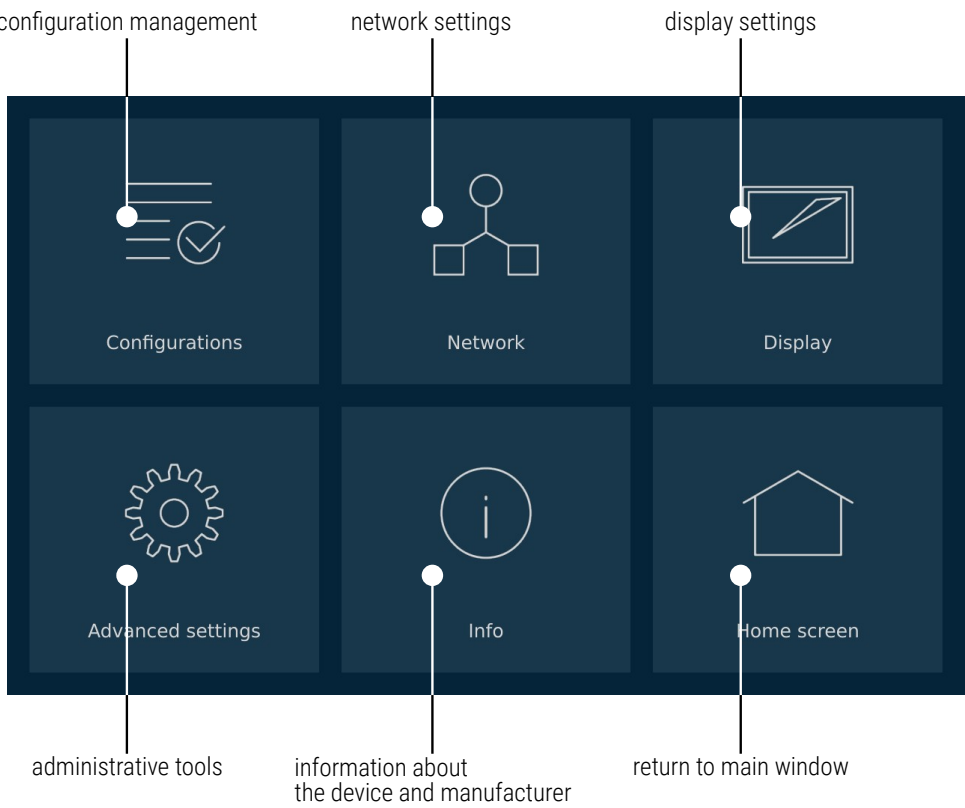 configuration management
network settings
display settings
Configurations
Network
Display
Advanced settings
Info
Home screen
administrative tools
information about
the device and manufacturer
return to main window